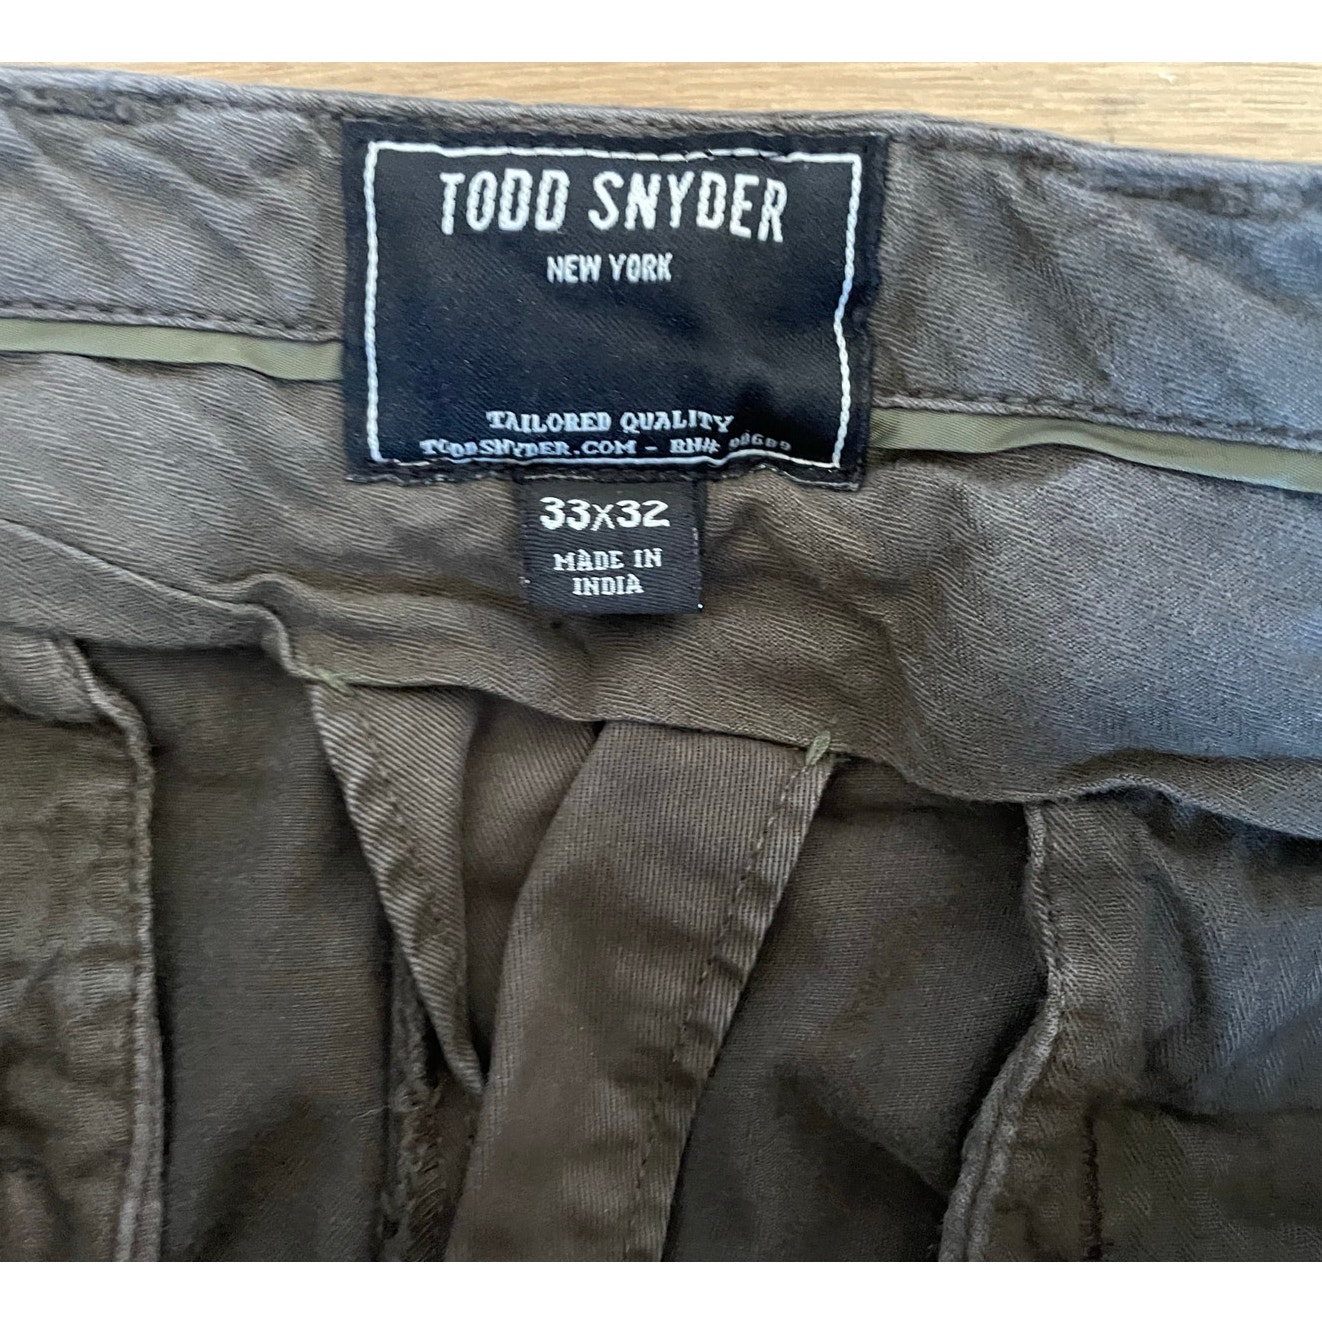 TODD SNYDER
NEW YORK
TAILORED QUALITY
TODDSNYDER.COM - RN#
33x32
MADE IN
INDIA